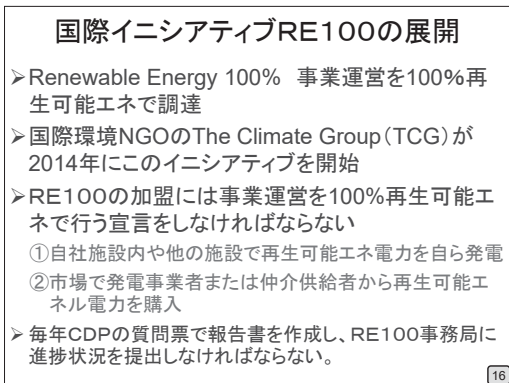 国際イニシアティブRE100の展開
➢Renewable Energy 100% 事業運営を100%再
生可能エネで調達
➢国際環境NGOのThe Climate Group(TCG)が
2014年にこのイニシアティブを開始
➢RE100の加盟には事業運営を100%再生可能エ
ネで行う宣言をしなければならない
①自社施設内や他の施設で再生可能エネ電力を自ら発電
②市場で発電事業者または仲介供給者から再生可能エ
ネル電力を購入
➢毎年CDPの質問票で報告書を作成し、RE100事務局に
進捗状況を提出しなければならない。
16